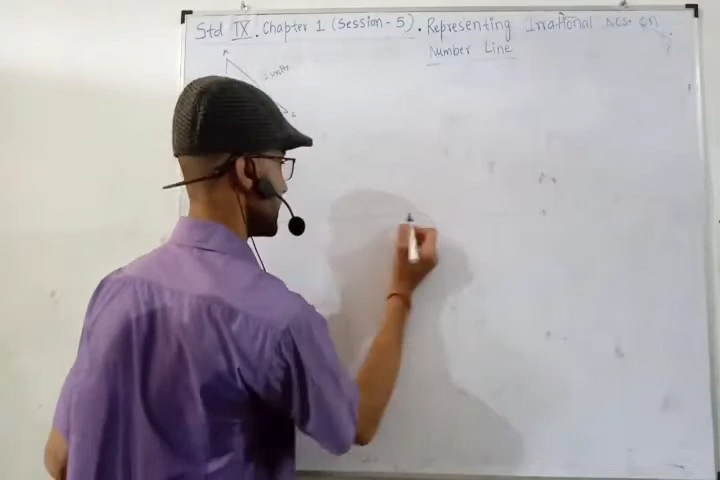 Std IX. Chapter 1 (Session - 5). Representing Irrational nos. on
Number Line
A